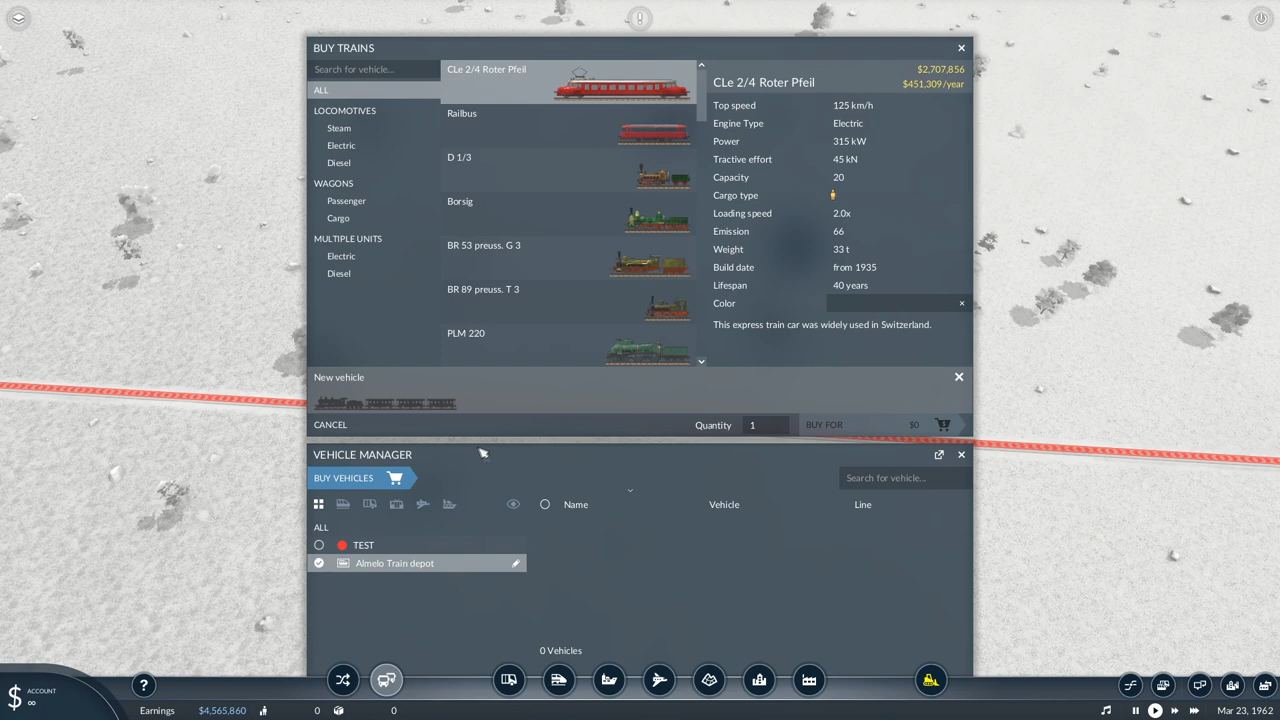 BUY TRAINS
Search for vehicle...
ALL
LOCOMOTIVES
Steam
Electric
Diesel
WAGONS
Passenger
Cargo
MULTIPLE UNITS
Electric
Diesel
CLe 2/4 Roter Pfeil
Railbus
D 1/3
Borsig
BR 53 preuss. G 3
BR 89 preuss. T 3
PLM 220
$2,707,856
CLe 2/4 Roter Pfeil
$451,309/year
Top speed 125 km/h
Engine Type Electric
Power 315 kW
Tractive effort 45 kN
Capacity 20
Cargo type
Loading speed 2.0x
Emission 66
Weight 33 t
Build date from 1935
Lifespan 40 years
Color
This express train car was widely used in Switzerland.
New vehicle
CANCEL
Quantity 1
BUY FOR $0
VEHICLE MANAGER
BUY VEHICLES
Search for vehicle...
Name Vehicle Line
ALL
TEST
Almelo Train depot
0 Vehicles
$ ACCOUNT
∞
?
Earnings $4,565,860 0 0
Mar 23, 1962